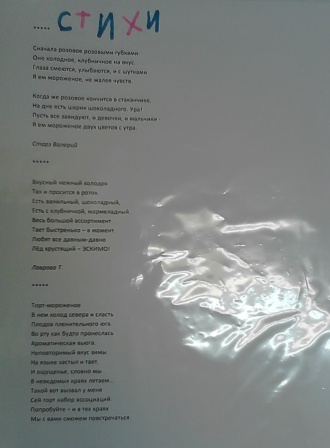 ***** СТИХИ
Сначала розовое розовыми губками
Оно холодное, клубничное на вкус.
Глаза смеются, улыбаются, и с шутками
Я ем мороженое, не жалея чувств.
Когда же розовое кончится в стаканчике,
На дне есть шарик шоколадного. Ура!
Пусть все завидуют, и девочки, и мальчики
Я ем мороженое двух цветов с утра.
Старз Валерий
*****
Вкусный нежный холодок
Так и просится в роток
Есть ванильный, шоколадный,
Есть с клубничкой, мармеладный
Весь большой ассортимент
Тает быстренько – в момент
Любят все давным-давно
Лёд хрустящий – ЭСКИМО!
Лаврова Т
*****
Торт-мороженое
В нем холод севера и сласть
Плодов пленительного юга.
Во рту как будто пронеслась
Ароматическая вьюга.
Неповторимый вкус зимы
На языке застыл и тает.
И ощущенье, словно мы
В неведомых краях летаем.
Такой вот вызвал у меня
Сей торт набор ассоциаций.
Попробуйте – и в тех краях
Мы с вами сможем повстречаться